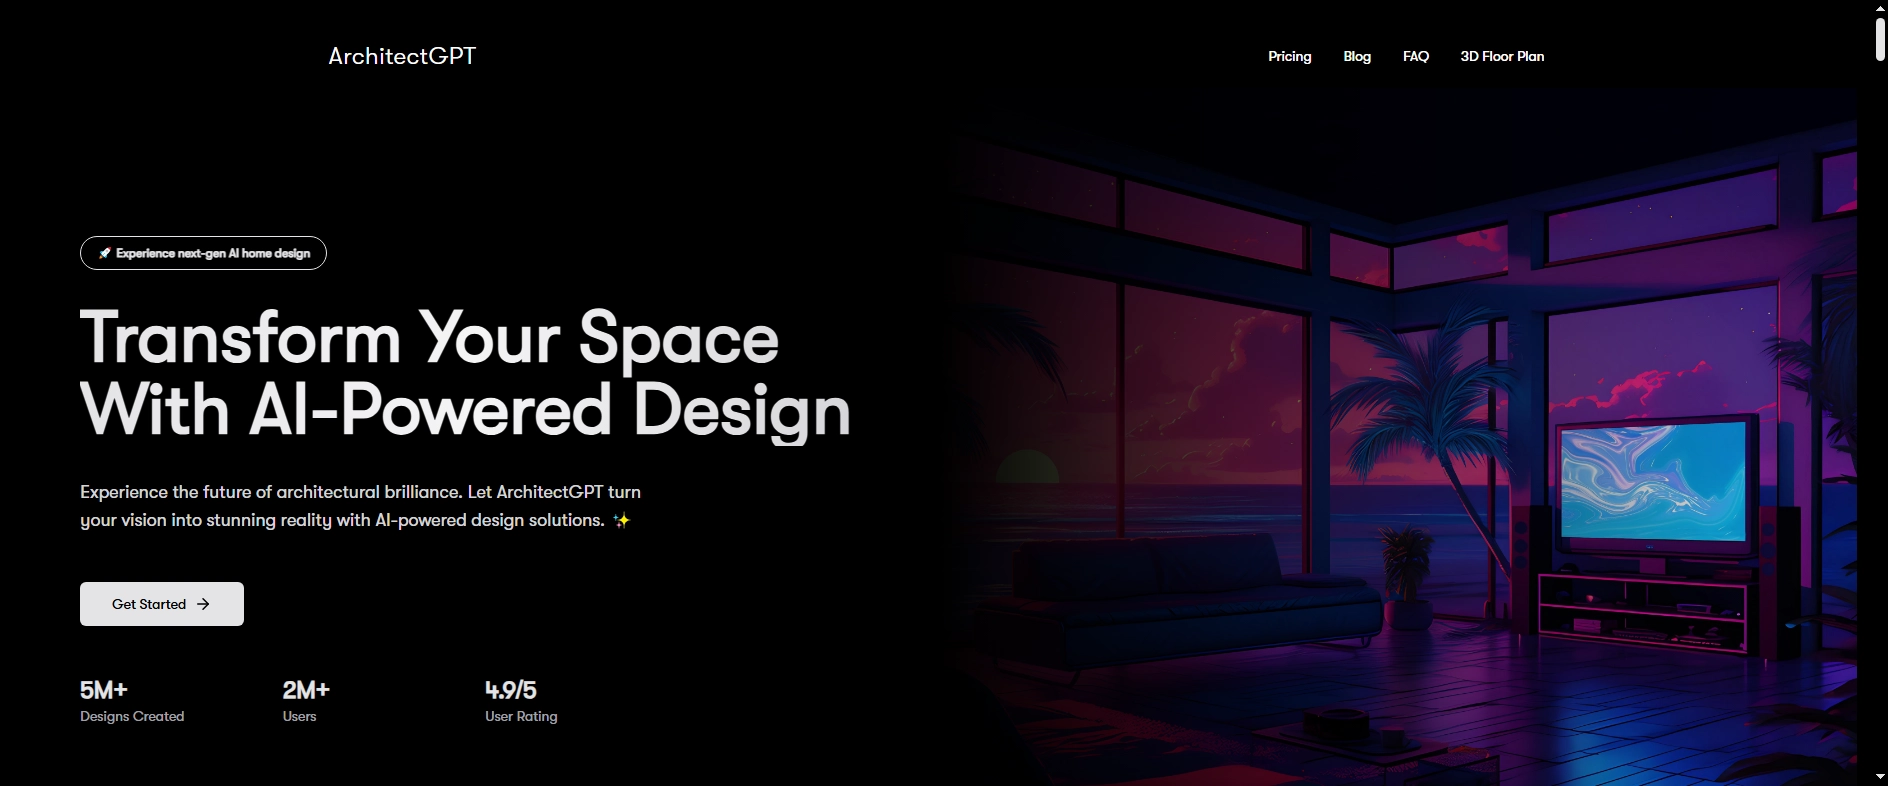 ArchitectGPT
Pricing
Blog
FAQ
3D Floor Plan
🚀 Experience next-gen AI home design
Transform Your Space
With AI-Powered Design
Experience the future of architectural brilliance. Let ArchitectGPT turn
your vision into stunning reality with AI-powered design solutions. ✨
Get Started →
5M+
Designs Created
2M+
Users
4.9/5
User Rating